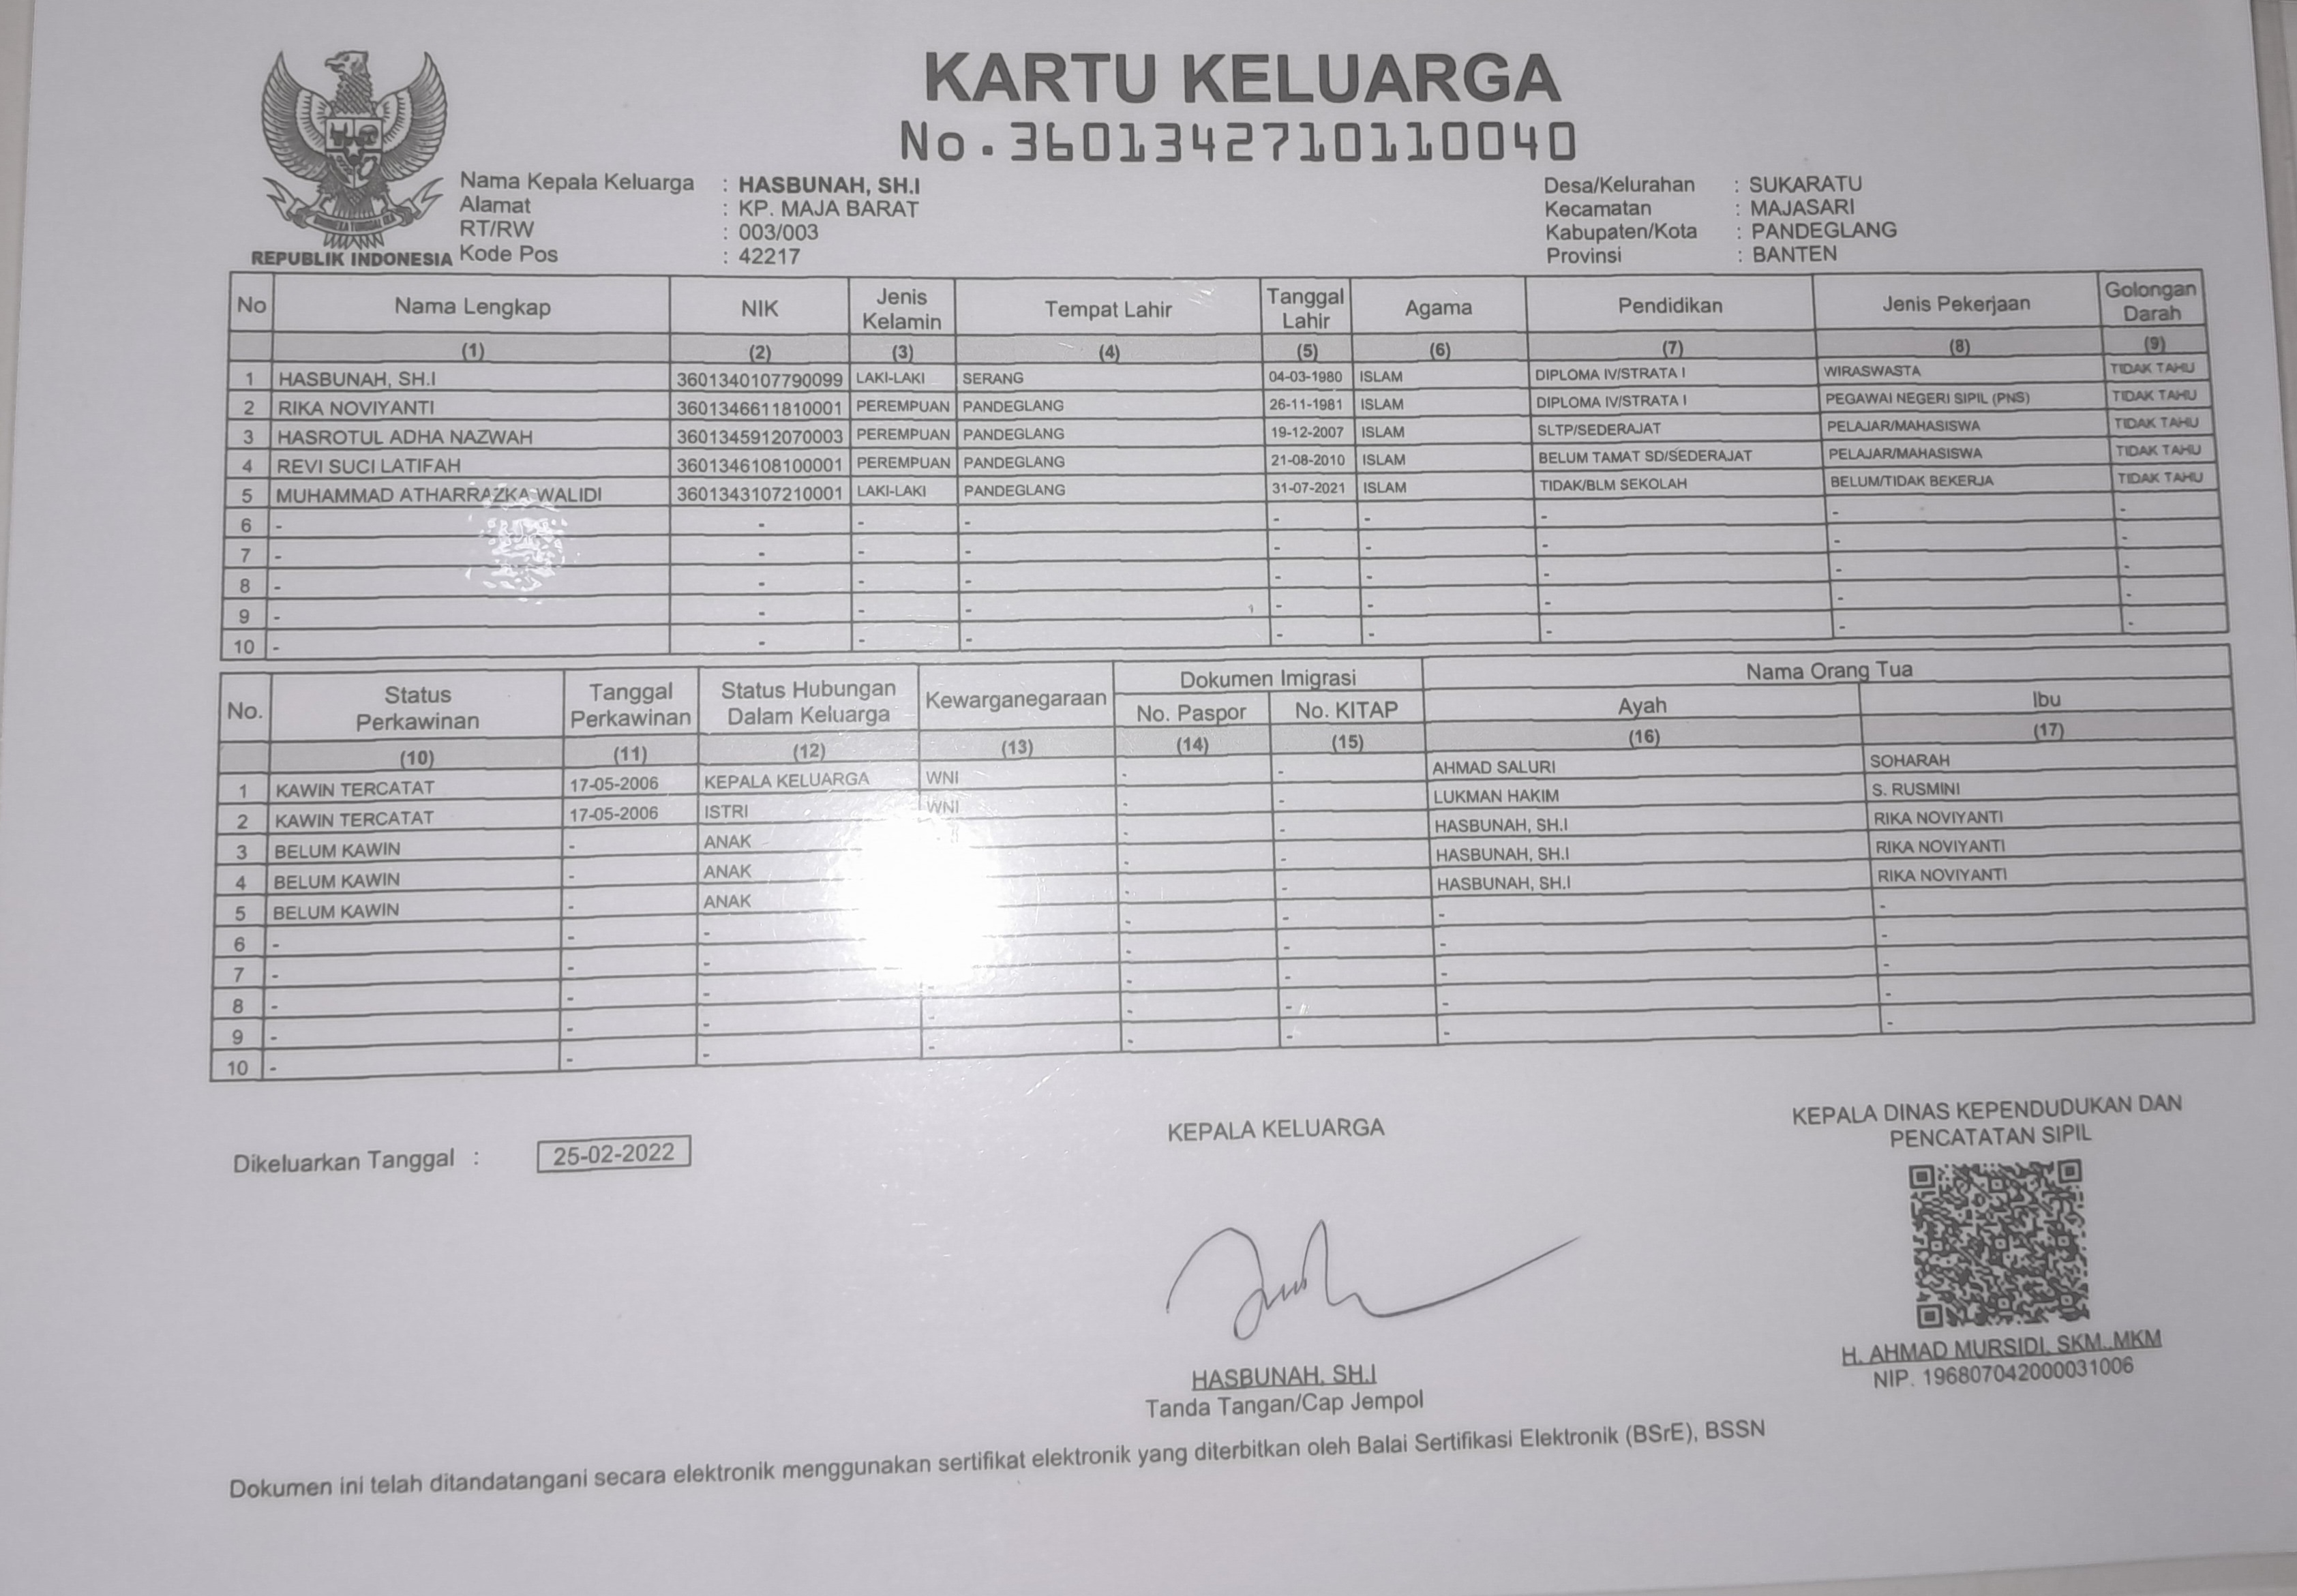 KARTU KELUARGA
No. 3601342710110040
REPUBLIK INDONESIA
Nama Kepala Keluarga : HASBUNAH, SH.I
Alamat : KP. MAJA BARAT
RT/RW : 003/003
Kode Pos : 42217
Desa/Kelurahan : SUKARATU
Kecamatan : MAJASARI
Kabupaten/Kota : PANDEGLANG
Provinsi : BANTEN
No Nama Lengkap NIK Jenis Kelamin Tempat Lahir Tanggal Lahir Agama Pendidikan Jenis Pekerjaan Golongan Darah
(1) (2) (3) (4) (5) (6) (7) (8) (9)
1 HASBUNAH, SH.I 3601340107790099 LAKI-LAKI SERANG 04-03-1980 ISLAM DIPLOMA IV/STRATA I WIRASWASTA TIDAK TAHU
2 RIKA NOVIYANTI 3601346611810001 PEREMPUAN PANDEGLANG 26-11-1981 ISLAM DIPLOMA IV/STRATA I PEGAWAI NEGERI SIPIL (PNS) TIDAK TAHU
3 HASROTUL ADHA NAZWAH 3601345912070003 PEREMPUAN PANDEGLANG 19-12-2007 ISLAM SLTP/SEDERAJAT PELAJAR/MAHASISWA TIDAK TAHU
4 REVI SUCI LATIFAH 3601346108100001 PEREMPUAN PANDEGLANG 21-08-2010 ISLAM BELUM TAMAT SD/SEDERAJAT PELAJAR/MAHASISWA TIDAK TAHU
5 MUHAMMAD ATHARRAZKA WALIDI 3601343107210001 LAKI-LAKI PANDEGLANG 31-07-2021 ISLAM TIDAK/BLM SEKOLAH BELUM/TIDAK BEKERJA TIDAK TAHU
6 - - - - - - - - -
7 - - - - - - - - -
8 - - - - - - - - -
9 - - - - - - - - -
10 - - - - - - - - -
No. Status Perkawinan Tanggal Perkawinan Status Hubungan Dalam Keluarga Kewarganegaraan Dokumen Imigrasi No. Paspor No. KITAP Nama Orang Tua Ayah Ibu
(10) (11) (12) (13) (14) (15) (16) (17)
1 KAWIN TERCATAT 17-05-2006 KEPALA KELUARGA WNI - - AHMAD SALURI SOHARAH
2 KAWIN TERCATAT 17-05-2006 ISTRI WNI - - LUKMAN HAKIM S. RUSMINI
3 BELUM KAWIN - ANAK - - HASBUNAH, SH.I RIKA NOVIYANTI
4 BELUM KAWIN - ANAK - - HASBUNAH, SH.I RIKA NOVIYANTI
5 BELUM KAWIN - ANAK - - HASBUNAH, SH.I RIKA NOVIYANTI
6 - - - - - - -
7 - - - - - - -
8 - - - - - - -
9 - - - - - - - -
10 - - - - - - - -
Dikeluarkan Tanggal : 25-02-2022
KEPALA KELUARGA
HASBUNAH, SH.I
Tanda Tangan/Cap Jempol
KEPALA DINAS KEPENDUDUKAN DAN
PENCATATAN SIPIL
H. AHMAD MURSIDI, SKM.,MKM
NIP. 196807042000031006
Dokumen ini telah ditandatangani secara elektronik menggunakan sertifikat elektronik yang diterbitkan oleh Balai Sertifikasi Elektronik (BSrE), BSSN